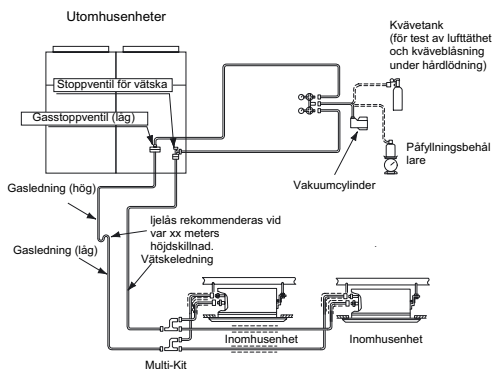 Utomhusenheter
Kvävetank
(för test av lufttäthet
och kväveblåsning
under hårdlödning)
Stoppventil för vätska
Gasstoppventil (låg)
Påfyllningsbehål
lare
Vakuumcylinder
Gasledning (hög)
ljelås rekommenderas vid
var xx meters
höjdskillnad.
Vätskeledning
Gasledning (låg)
Inomhusenhet
Inomhusenhet
Multi-Kit